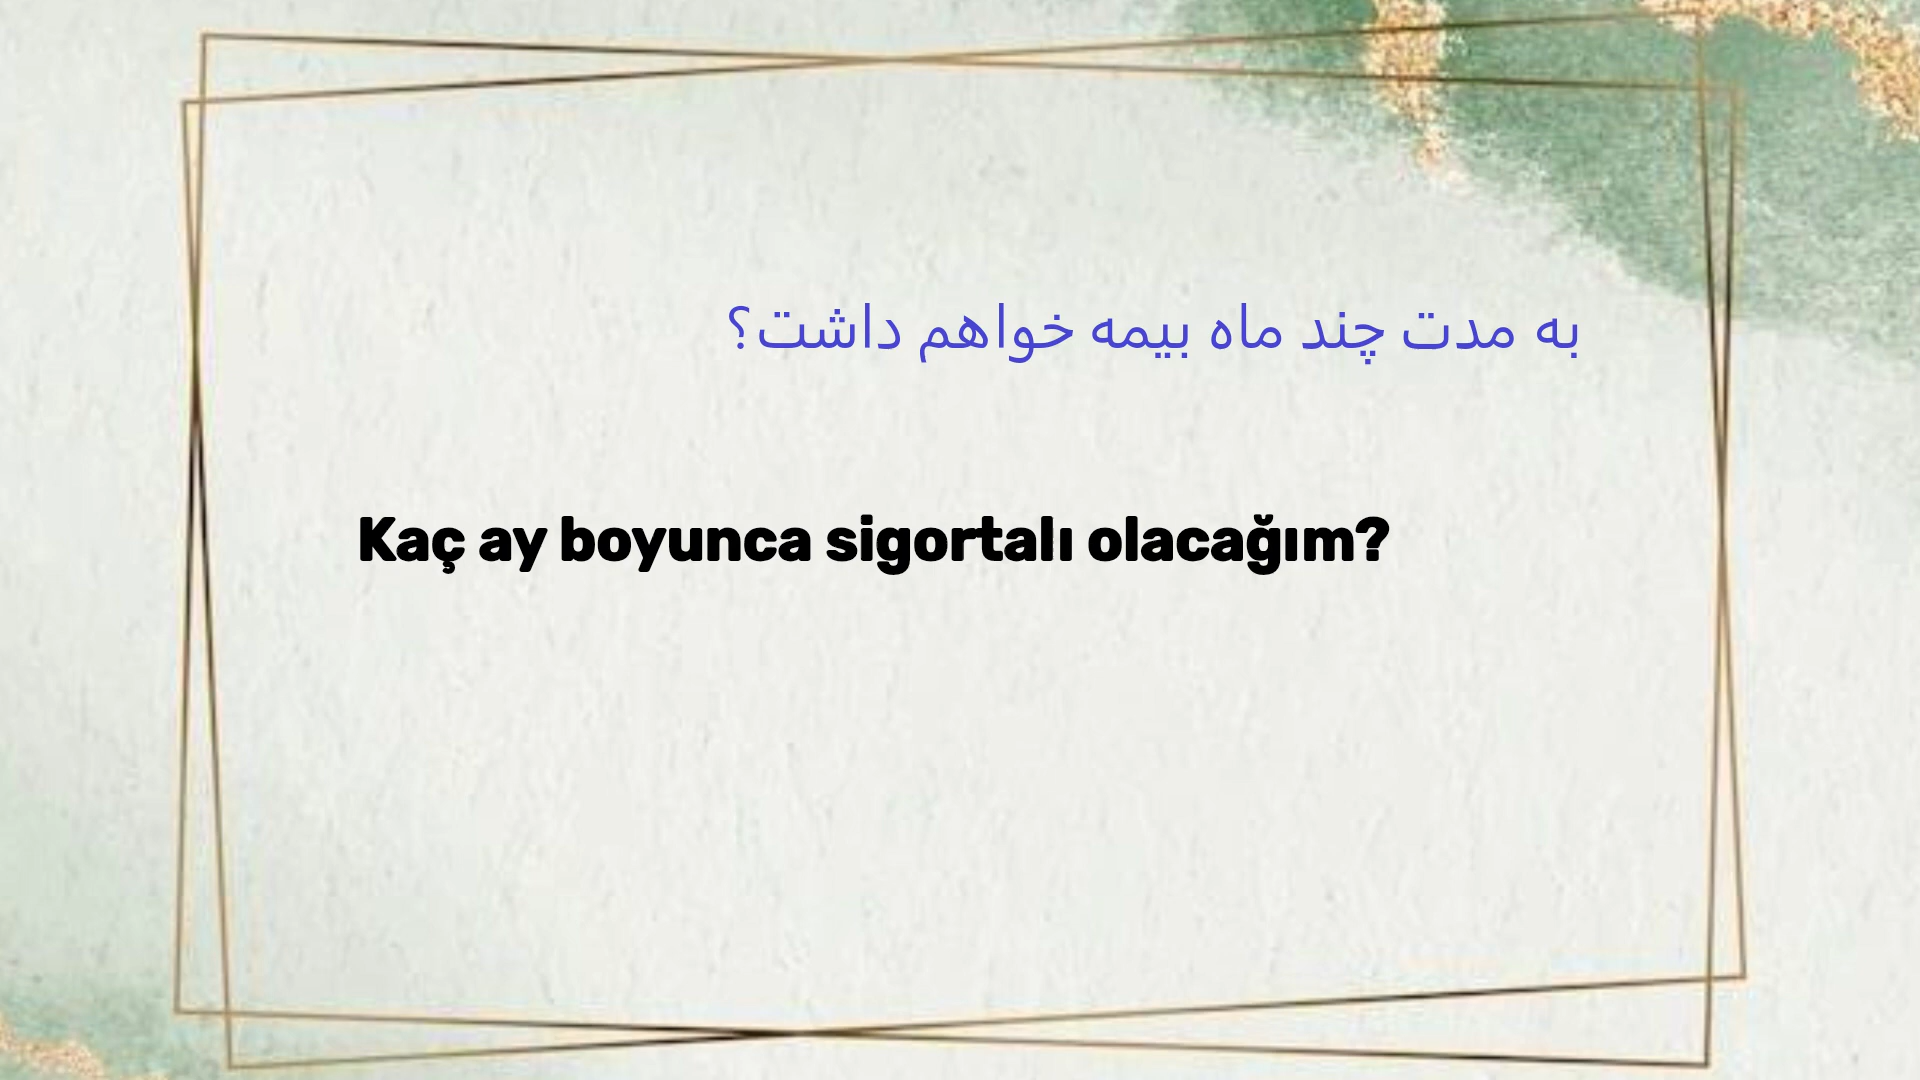 به مدت چند ماه بیمه خواهم داشت؟
Kaç ay boyunca sigortalı olacağım?